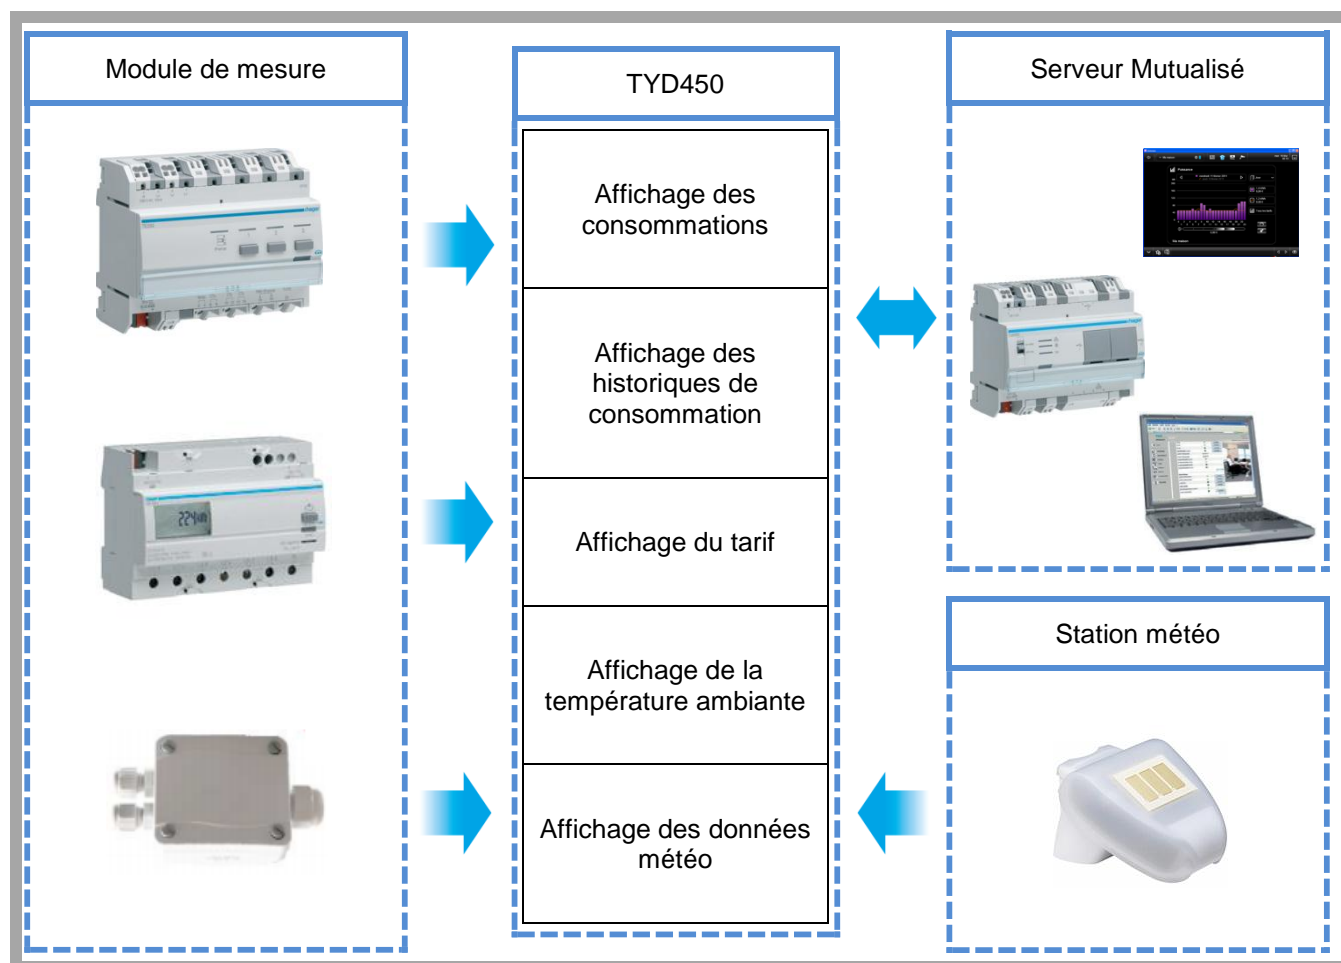 Module de mesure
TYD450
Affichage des
consommations
Affichage des
historiques de
consommation
Affichage du tarif
Affichage de la
température ambiante
Affichage des données
météo
Serveur Mutualisé
Station météo